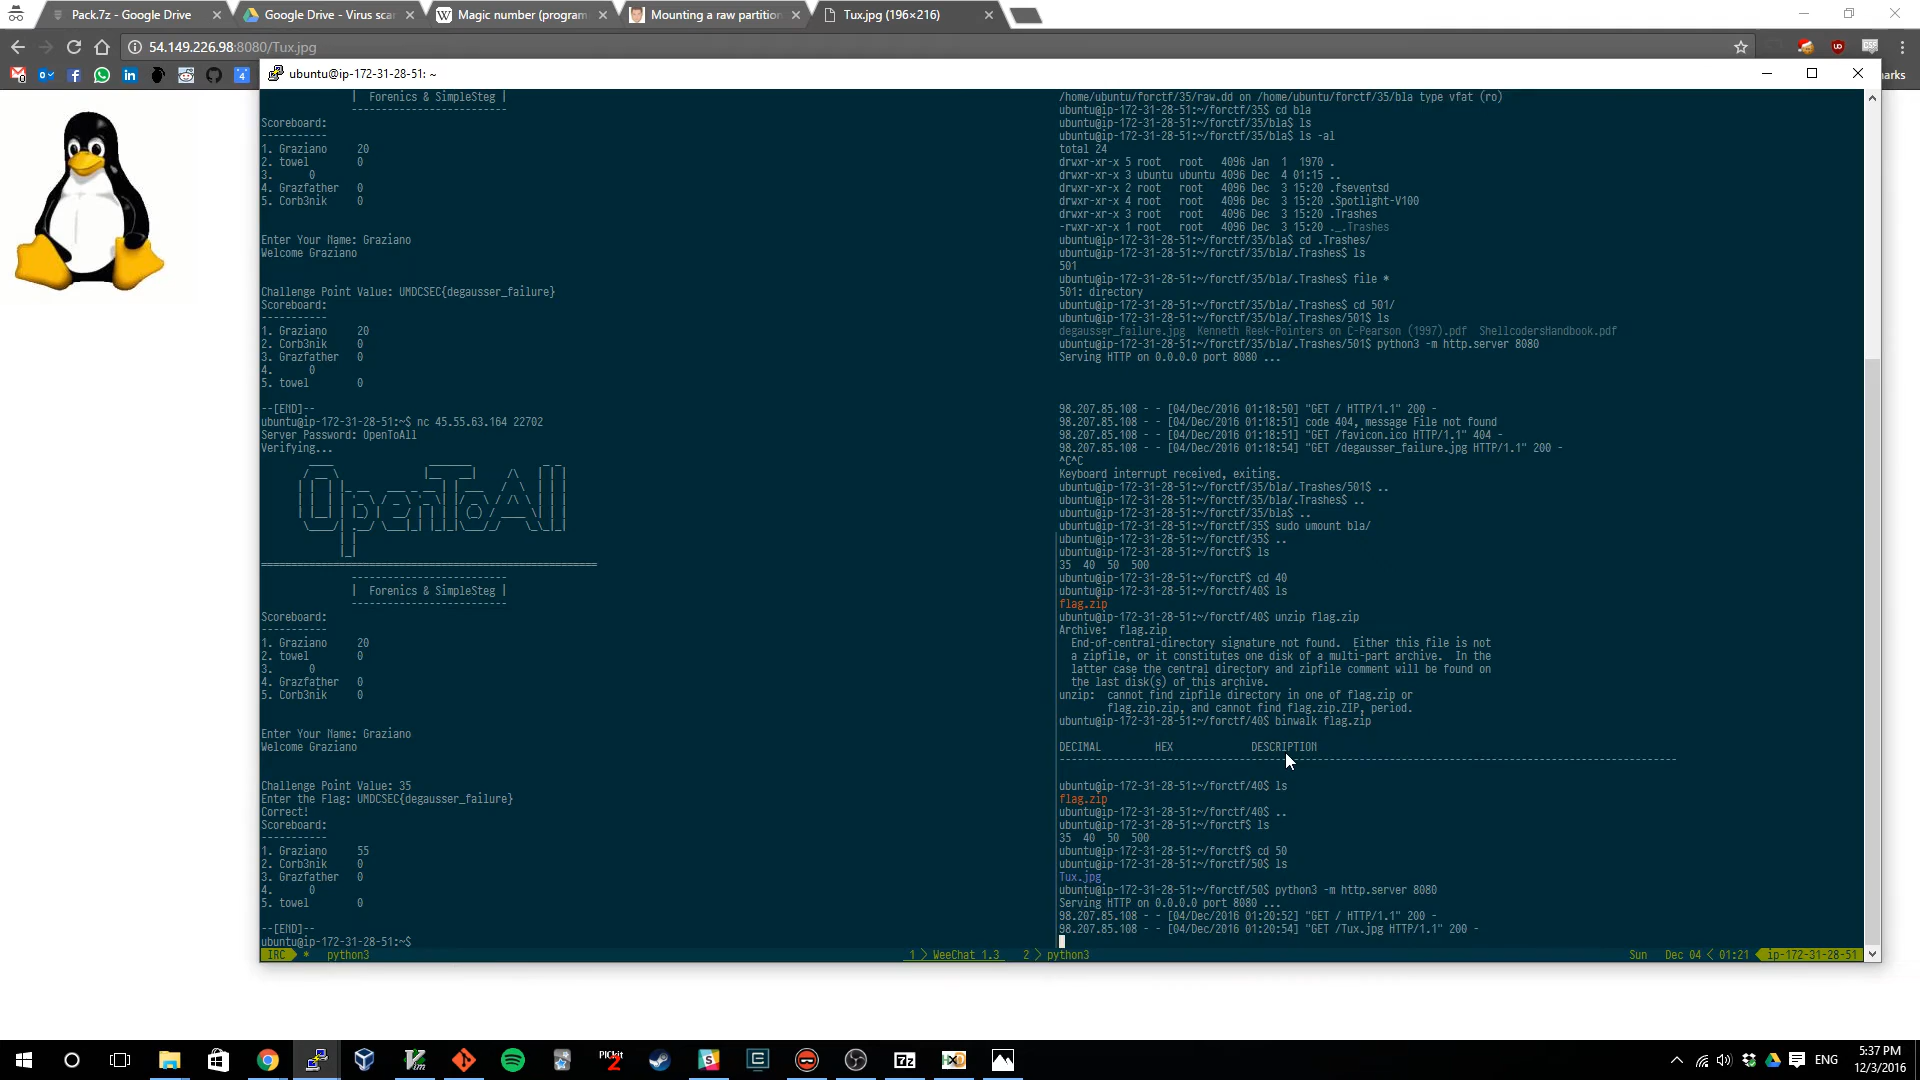 Pack.7z - Google Drive
Google Drive - Virus scan
Magic number (program
Mounting a raw partition
Tux.jpg (196×216)
54.149.226.98:8080/Tux.jpg
ubuntu@ip-172-31-28-51: ~
| Forenics & SimpleSteg |
--------------------------
Scoreboard:
-----------
1. Graziano 20
2. towel 0
3. 0
4. Grazfather 0
5. Corb3nik 0
Enter Your Name: Graziano
Welcome Graziano
Challenge Point Value: UMDCSEC{degausser_failure}
Scoreboard:
-----------
1. Graziano 20
2. Corb3nik 0
3. Grazfather 0
4. 0
5. towel 0
--[END]--
ubuntu@ip-172-31-28-51:~$ nc 45.55.63.164 22702
Server Password: OpenToAll
Verifying...
OpenToAll
--------------------------
| Forenics & SimpleSteg |
--------------------------
Scoreboard:
-----------
1. Graziano 20
2. towel 0
3. 0
4. Grazfather 0
5. Corb3nik 0
Enter Your Name: Graziano
Welcome Graziano
Challenge Point Value: 35
Enter the Flag: UMDCSEC{degausser_failure}
Correct!
Scoreboard:
-----------
1. Graziano 55
2. Corb3nik 0
3. Grazfather 0
4. 0
5. towel 0
--[END]--
ubuntu@ip-172-31-28-51:~$
/home/ubuntu/forctf/35/raw.dd on /home/ubuntu/forctf/35/bla type vfat (ro)
ubuntu@ip-172-31-28-51:~/forctf/35$ cd bla
ubuntu@ip-172-31-28-51:~/forctf/35/bla$ ls
ubuntu@ip-172-31-28-51:~/forctf/35/bla$ ls -al
total 24
drwxr-xr-x 5 root root 4096 Jan 1 1970 .
drwxr-xr-x 3 ubuntu ubuntu 4096 Dec 4 01:15 ..
drwxr-xr-x 2 root root 4096 Dec 3 15:20 .fseventsd
drwxr-xr-x 4 root root 4096 Dec 3 15:20 .Spotlight-V100
drwxr-xr-x 3 root root 4096 Dec 3 15:20 .Trashes
-rwxr-xr-x 1 root root 4096 Dec 3 15:20 ._.Trashes
ubuntu@ip-172-31-28-51:~/forctf/35/bla$ cd .Trashes/
ubuntu@ip-172-31-28-51:~/forctf/35/bla/.Trashes$ ls
501
ubuntu@ip-172-31-28-51:~/forctf/35/bla/.Trashes$ file *
501: directory
ubuntu@ip-172-31-28-51:~/forctf/35/bla/.Trashes$ cd 501/
ubuntu@ip-172-31-28-51:~/forctf/35/bla/.Trashes/501$ ls
degausser_failure.jpg Kenneth Reek-Pointers on C-Pearson (1997).pdf ShellcodersHandbook.pdf
ubuntu@ip-172-31-28-51:~/forctf/35/bla/.Trashes/501$ python3 -m http.server 8080
Serving HTTP on 0.0.0.0 port 8080 ...
98.207.85.108 - - [04/Dec/2016 01:18:50] "GET / HTTP/1.1" 200 -
98.207.85.108 - - [04/Dec/2016 01:18:51] code 404, message File not found
98.207.85.108 - - [04/Dec/2016 01:18:51] "GET /favicon.ico HTTP/1.1" 404 -
98.207.85.108 - - [04/Dec/2016 01:18:54] "GET /degausser_failure.jpg HTTP/1.1" 200 -
^C^C
Keyboard interrupt received, exiting.
ubuntu@ip-172-31-28-51:~/forctf/35/bla/.Trashes/501$ ..
ubuntu@ip-172-31-28-51:~/forctf/35/bla/.Trashes$ ..
ubuntu@ip-172-31-28-51:~/forctf/35/bla$ ..
ubuntu@ip-172-31-28-51:~/forctf/35$ sudo umount bla/
ubuntu@ip-172-31-28-51:~/forctf/35$ ..
ubuntu@ip-172-31-28-51:~/forctf$ ls
35 40 50 500
ubuntu@ip-172-31-28-51:~/forctf$ cd 40
ubuntu@ip-172-31-28-51:~/forctf/40$ ls
flag.zip
ubuntu@ip-172-31-28-51:~/forctf/40$ unzip flag.zip
Archive: flag.zip
End-of-central-directory signature not found. Either this file is not
a zipfile, or it constitutes one disk of a multi-part archive. In the
latter case the central directory and zipfile comment will be found on
the last disk(s) of this archive.
unzip: cannot find zipfile directory in one of flag.zip or
flag.zip.zip, and cannot find flag.zip.ZIP, period.
ubuntu@ip-172-31-28-51:~/forctf/40$ binwalk flag.zip
DECIMAL HEX DESCRIPTION
ubuntu@ip-172-31-28-51:~/forctf/40$ ls
flag.zip
ubuntu@ip-172-31-28-51:~/forctf/40$ ..
ubuntu@ip-172-31-28-51:~/forctf$ ls
35 40 50 500
ubuntu@ip-172-31-28-51:~/forctf$ cd 50
ubuntu@ip-172-31-28-51:~/forctf/50$ ls
Tux.jpg
ubuntu@ip-172-31-28-51:~/forctf/50$ python3 -m http.server 8080
Serving HTTP on 0.0.0.0 port 8080 ...
98.207.85.108 - - [04/Dec/2016 01:20:52] "GET / HTTP/1.1" 200 -
98.207.85.108 - - [04/Dec/2016 01:20:54] "GET /Tux.jpg HTTP/1.1" 200 -
IRC * python3 1 > WeeChat 1.3 2 > python3 Sun Dec 04 < 01:21 ip-172-31-28-51
ENG
5:37 PM
12/3/2016